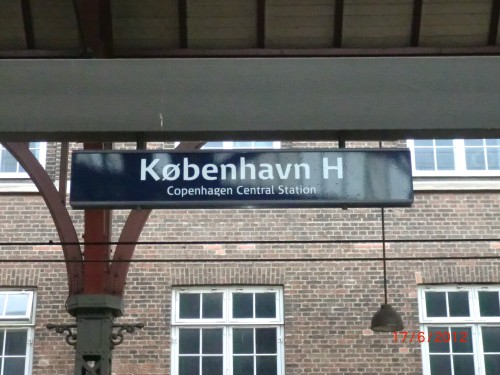 København H
Copenhagen Central Station
17/6/2012